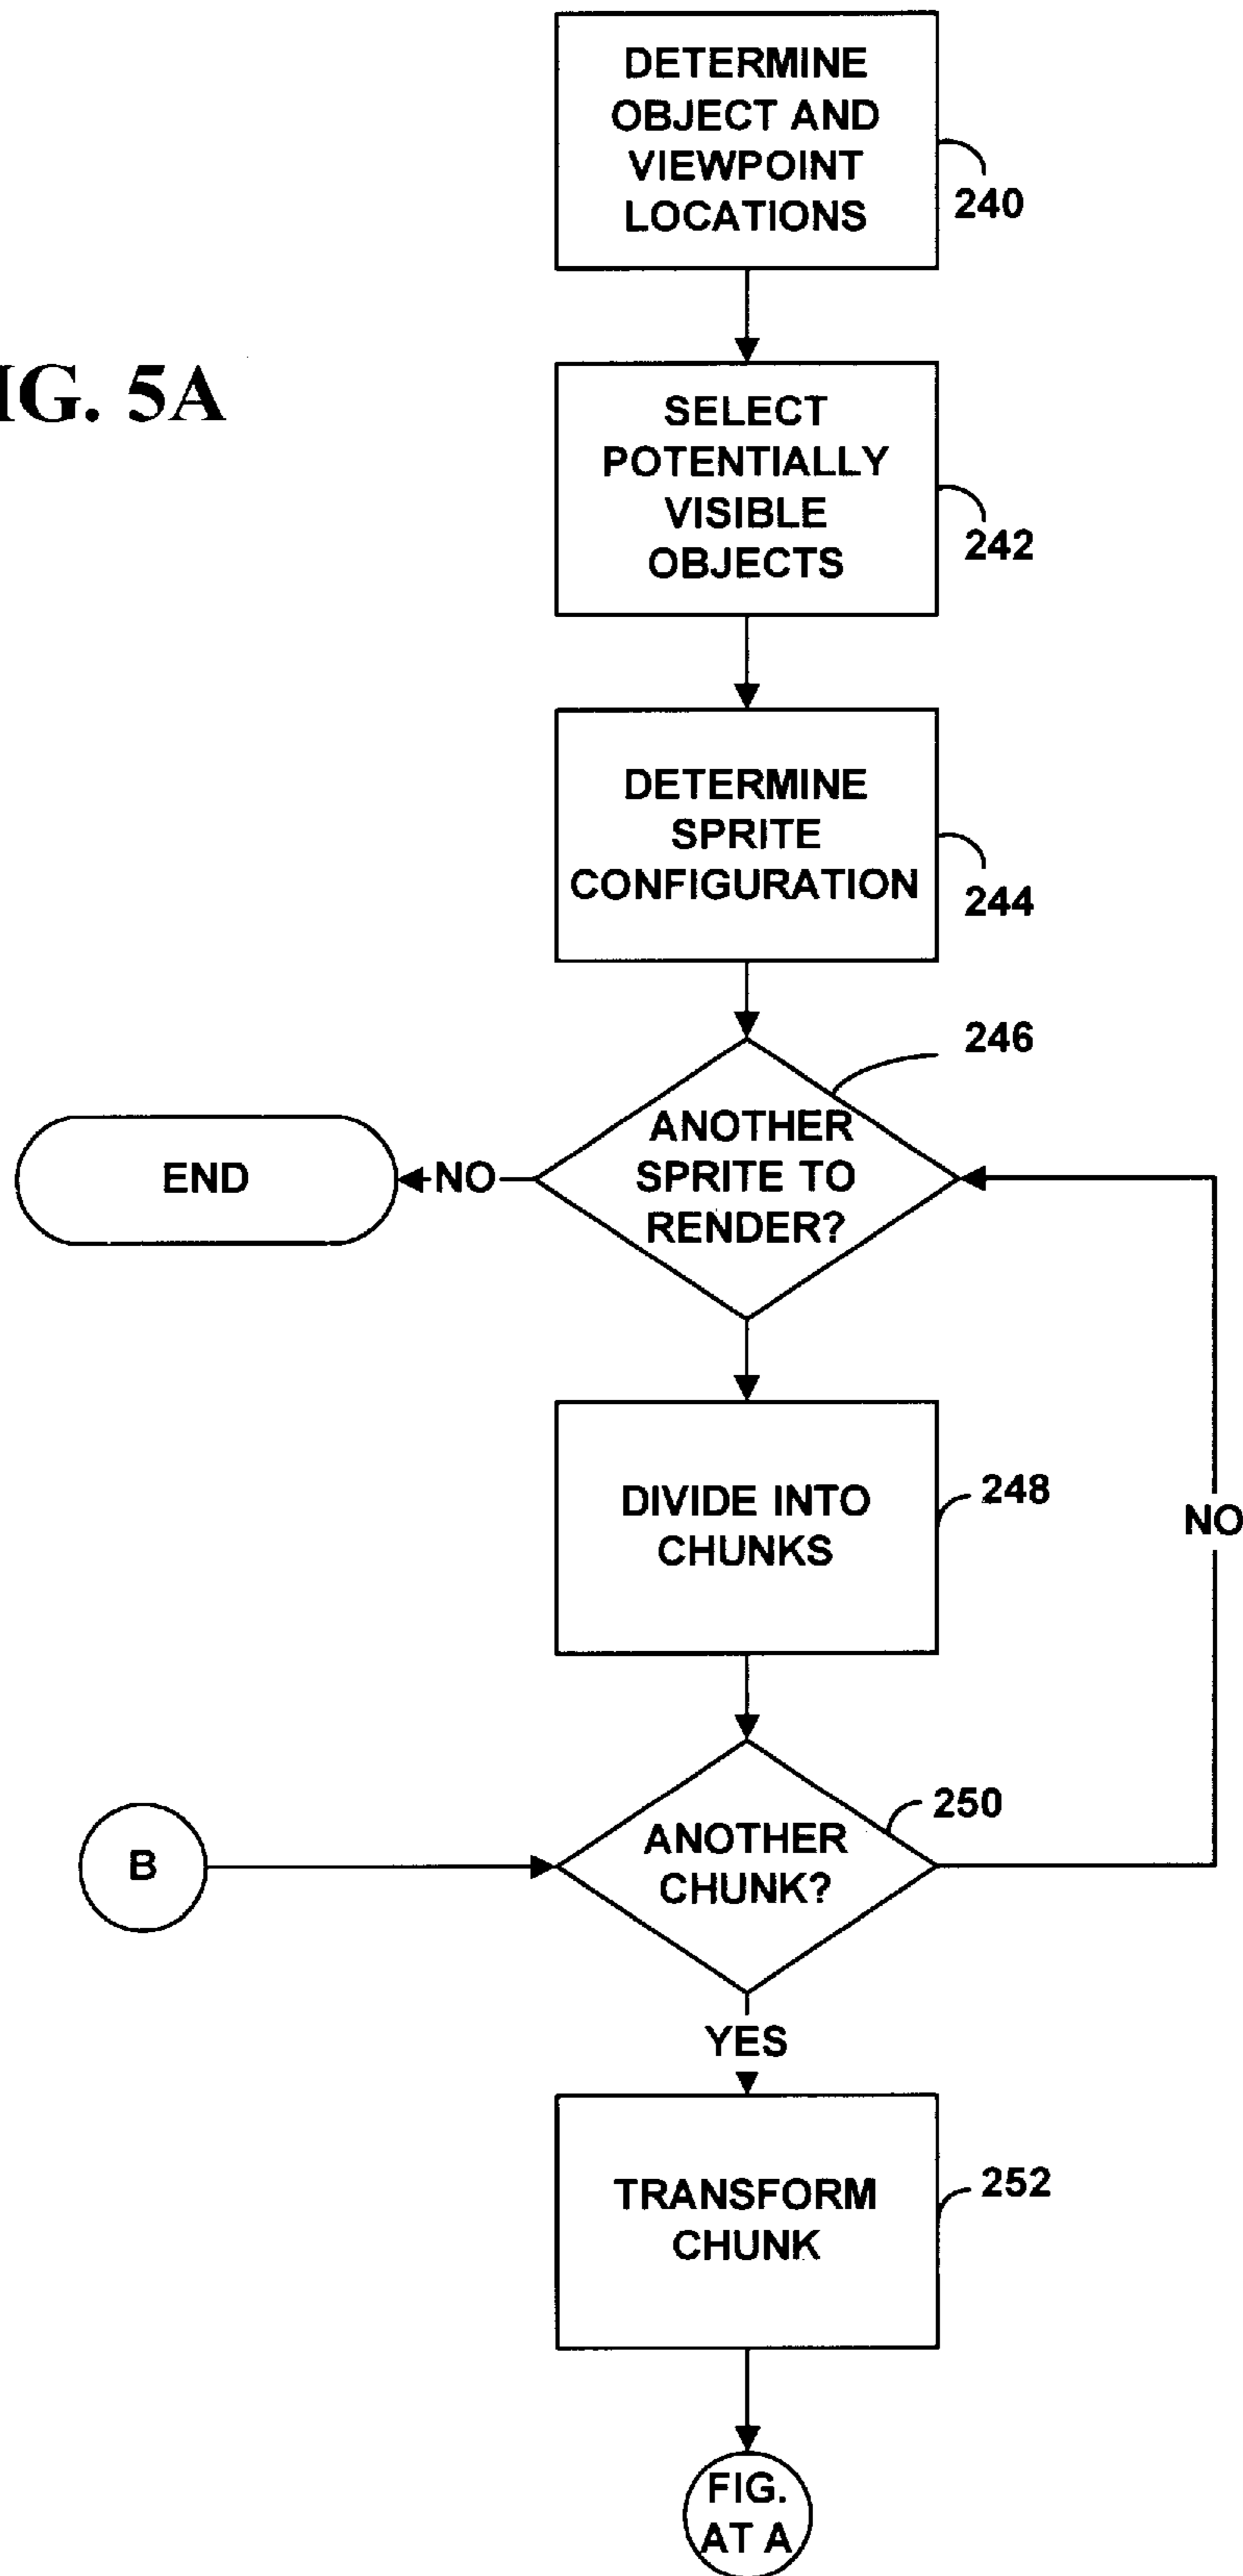 DETERMINE
OBJECT AND
VIEWPOINT
LOCATIONS
240
IG. 5A
SELECT
POTENTIALLY
VISIBLE
OBJECTS
242
DETERMINE
SPRITE
CONFIGURATION
244
246
ANOTHER
SPRITE TO
RENDER?
NO
END
DIVIDE INTO
CHUNKS
248
NO
250
ANOTHER
CHUNK?
B
YES
TRANSFORM
CHUNK
252
FIG.
AT A